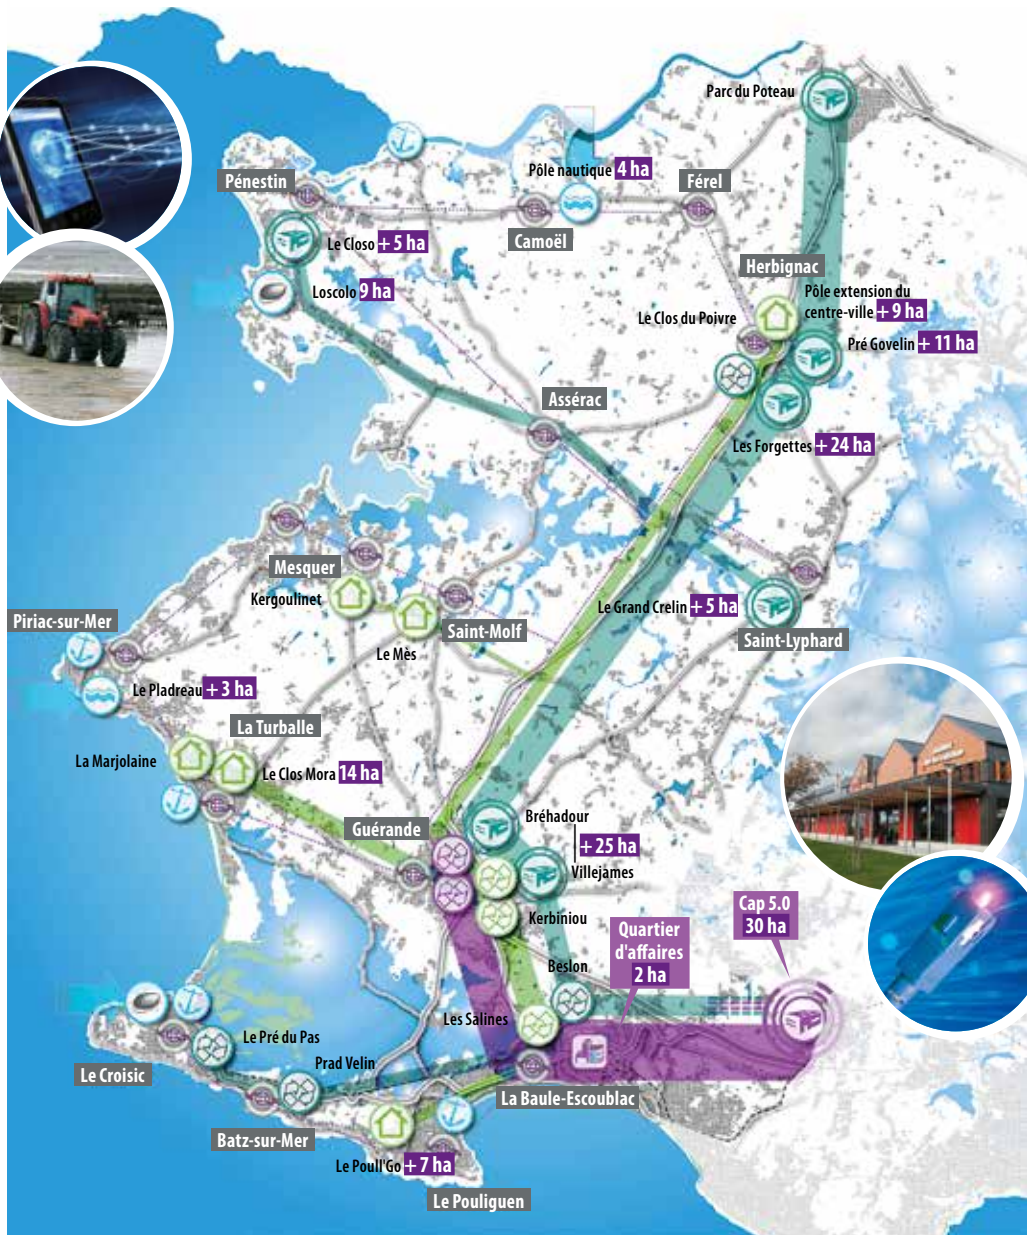 Parc du Poteau
Pôle nautique 4 ha
Pénestin
Férel
Le Closo + 5 ha
Camoël
Herbignac
Loscolo 9 ha
Pôle extension du
centre-ville + 9 ha
Le Clos du Poivre
Pré Govelin + 11 ha
Assérac
Les Forgettes + 24 ha
Mesquer
Kergoulinet
Le Grand Crelin + 5 ha
Piriac-sur-Mer
Saint-Molf
Saint-Lyphard
Le Mès
Le Pladreau + 3 ha
La Turballe
La Marjolaine
Le Clos Mora 14 ha
Bréhadour
Guérande
+ 25 ha
Villejames
Cap 5.0
30 ha
Kerbiniou
Quartier
d'affaires
2 ha
Beslon
Les Salines
Le Pré du Pas
Prad Velin
Le Croisic
La Baule-Escoublac
Batz-sur-Mer
Le Poull'Go + 7 ha
Le Pouliguen